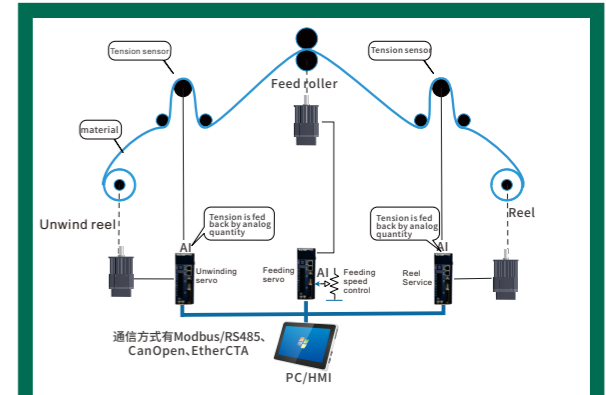 Tension sensor
Tension sensor
Feed roller
material
Unwind reel
Reel
Tension is fed
back by analog
quantity
Tension is fed
back by analog
quantity
AI
AI
AI
Unwinding
servo
Feeding
servo
Feeding
speed
control
Reel
Service
通信方式有Modbus/RS485、
CanOpen、EtherCTA
PC/HMI